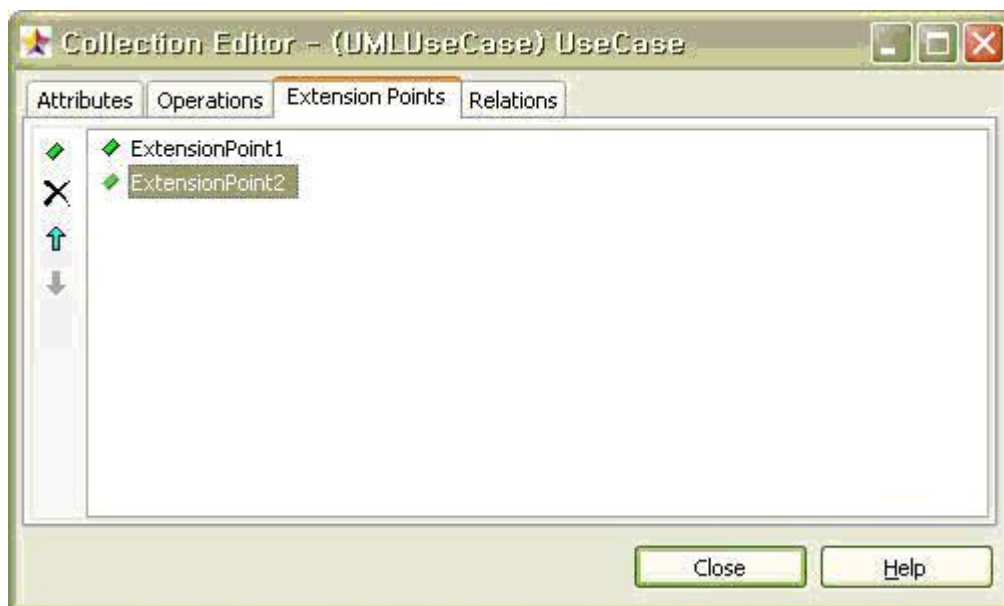 Collection Editor - (UMLUseCase) UseCase
Attributes Operations Extension Points Relations
ExtensionPoint1
ExtensionPoint2
Close Help